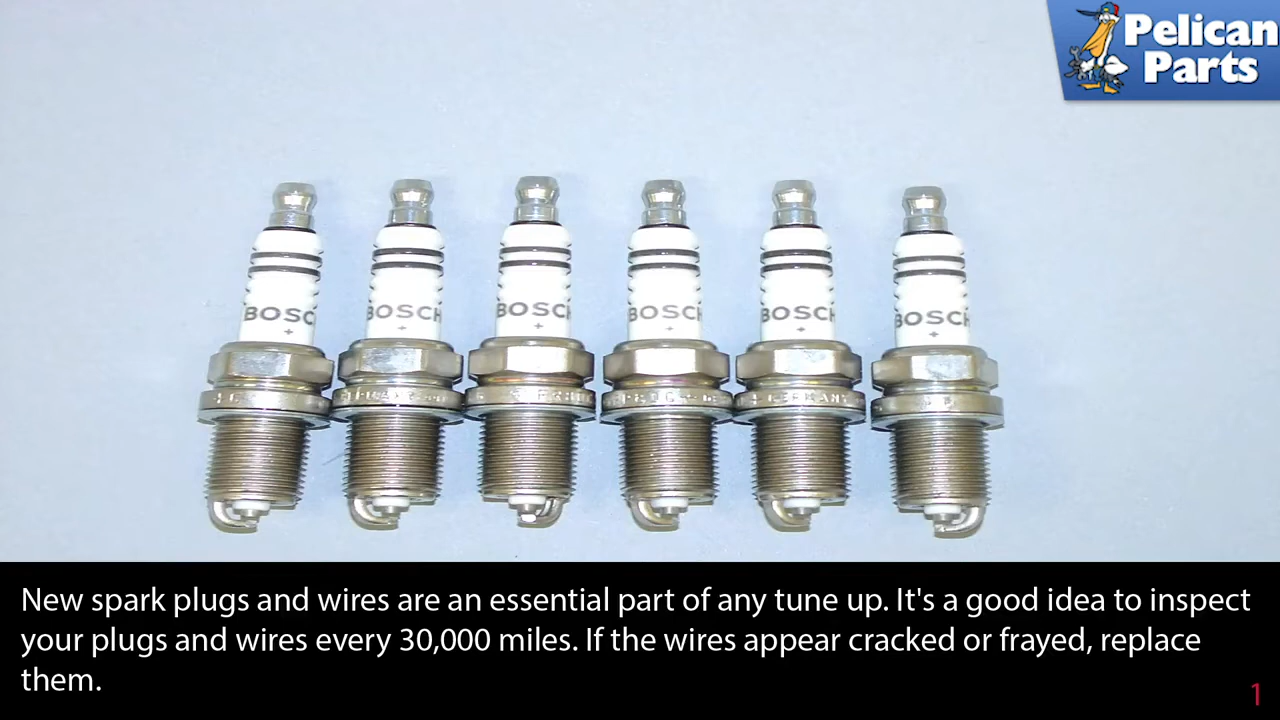 Pelican
Parts
BOSCH
BOSCH
BOSCH
BOSCH
BOSCH
BOSCH
GERMANY
New spark plugs and wires are an essential part of any tune up. It's a good idea to inspect
your plugs and wires every 30,000 miles. If the wires appear cracked or frayed, replace
them.
1